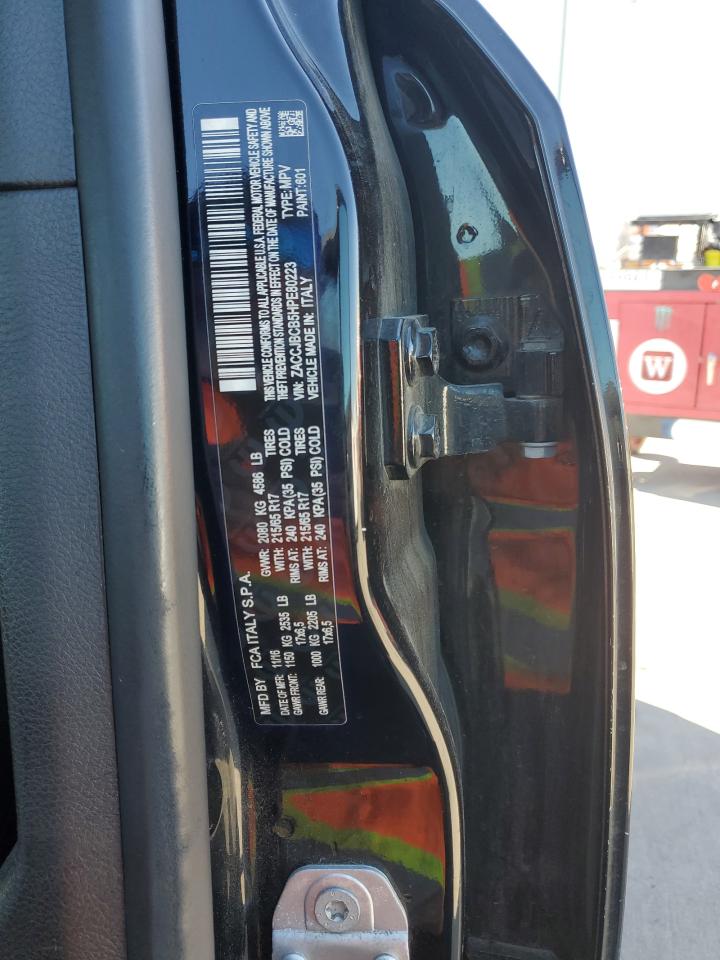 MFD BY FCA ITALY S.P.A.
DATE OF MFR: 11/16 GVWR: 2080 KG 4586 LB
GAWR FRONT: 1150 KG 2535 LB WITH: 215/65 R17 TIRES
17x6,5 RIMS AT: 240 KPA(35 PSI) COLD
GAWR REAR: 1000 KG 2205 LB WITH: 215/65 R17 TIRES
17x6,5 RIMS AT: 240 KPA(35 PSI) COLD
THIS VEHICLE CONFORMS TO ALL APPLICABLE U.S.A. FEDERAL MOTOR VEHICLE SAFETY AND
THEFT PREVENTION STANDARDS IN EFFECT ON THE DATE OF MANUFACTURE SHOWN ABOVE
VIN: ZACCJBCB5HPE80223 TYPE: MPV
VEHICLE MADE IN: ITALY PAINT: 601
W